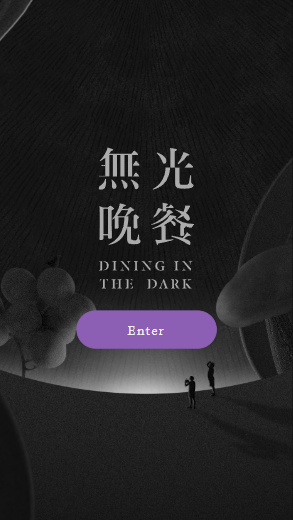 無光
晚餐
DINING IN
THE DARK
Enter